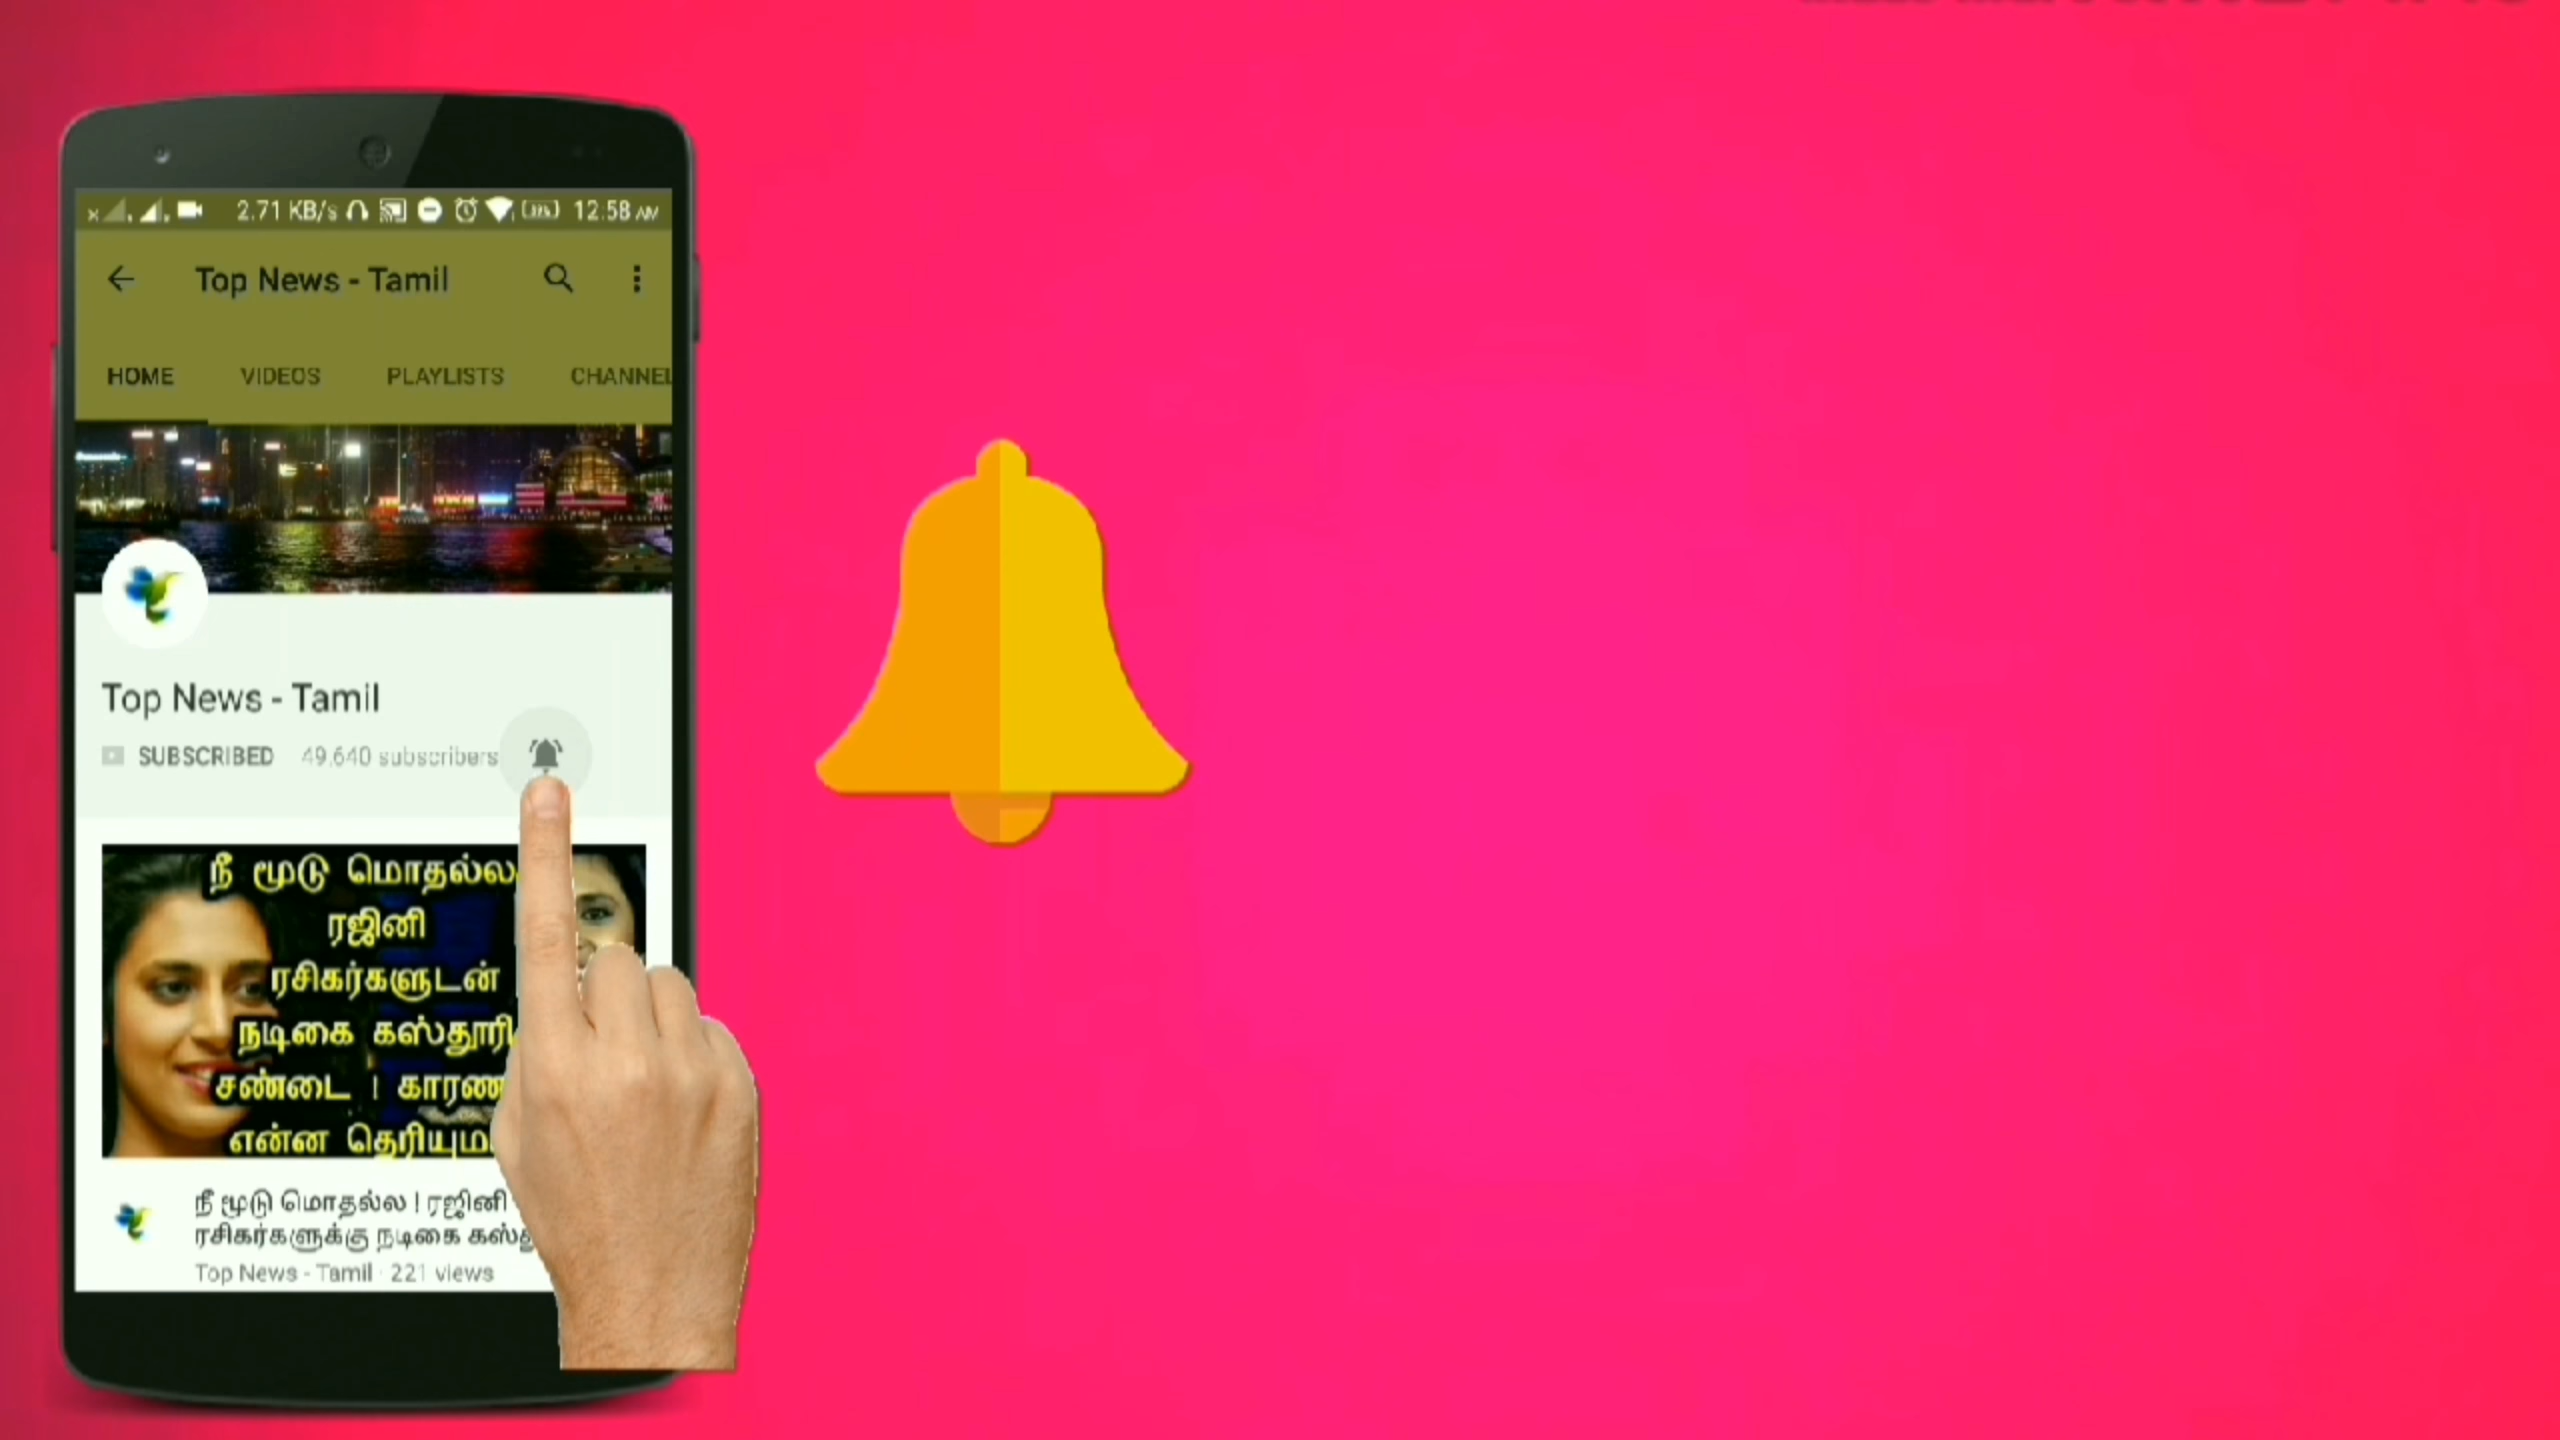 2.71 KB/s 12.58 AM
Top News - Tamil
HOME VIDEOS PLAYLISTS CHANNEL
Top News - Tamil
SUBSCRIBED 49,640 subscribers
நீ மூடு மொதல்ல
ரஜினி
ரசிகர்களுடன்
நடிகை கஸ்தூரி
சண்டை |
என்ன
நீ மூடு மொதல்ல | ரஜினி
ரசிகர்களுக்கு நடிகை
Top News - Tamil · 221 views